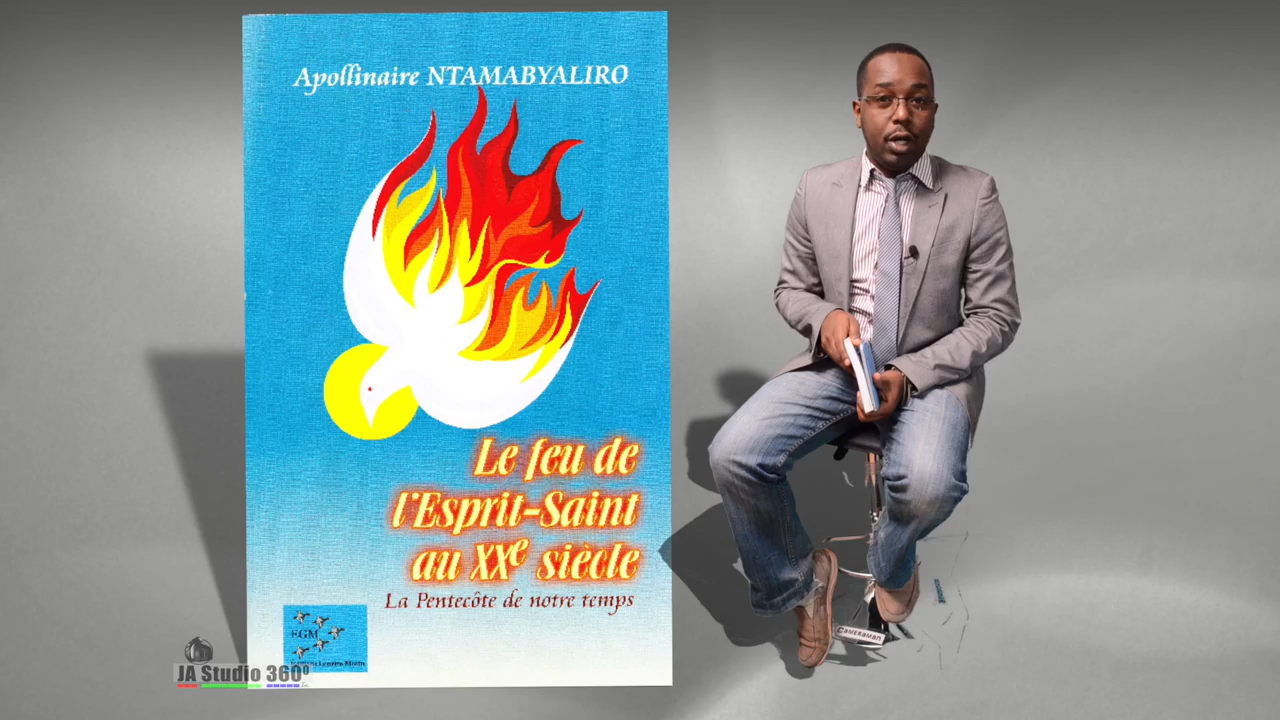 Apollinaire NTAMABYALIRO
Le feu de
l'Esprit-Saint
au XXe siècle
La Pentecôte de notre temps
EGM
JA Studio 360°
CAMERAMAN